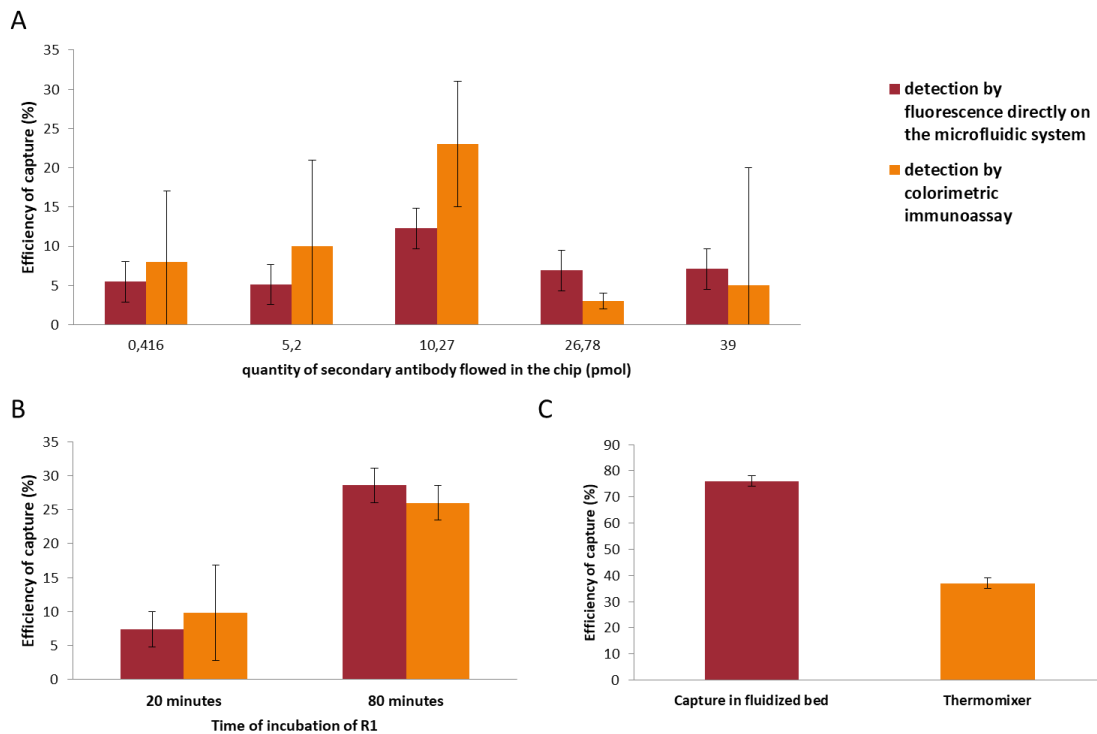 A
35
30
25
20
15
10
5
0
Efficiency of capture (%)
0,416
5,2
10,27
26,78
39
quantity of secondary antibody flowed in the chip (pmol)
detection by
fluorescence directly on
the microfluidic system
detection by
colorimetric
immunoassay
B
35
30
25
20
15
10
5
0
Efficiency of capture (%)
20 minutes
80 minutes
Time of incubation of R1
C
90
80
70
60
50
40
30
20
10
0
Efficiency of capture (%)
Capture in fluidized bed
Thermomixer